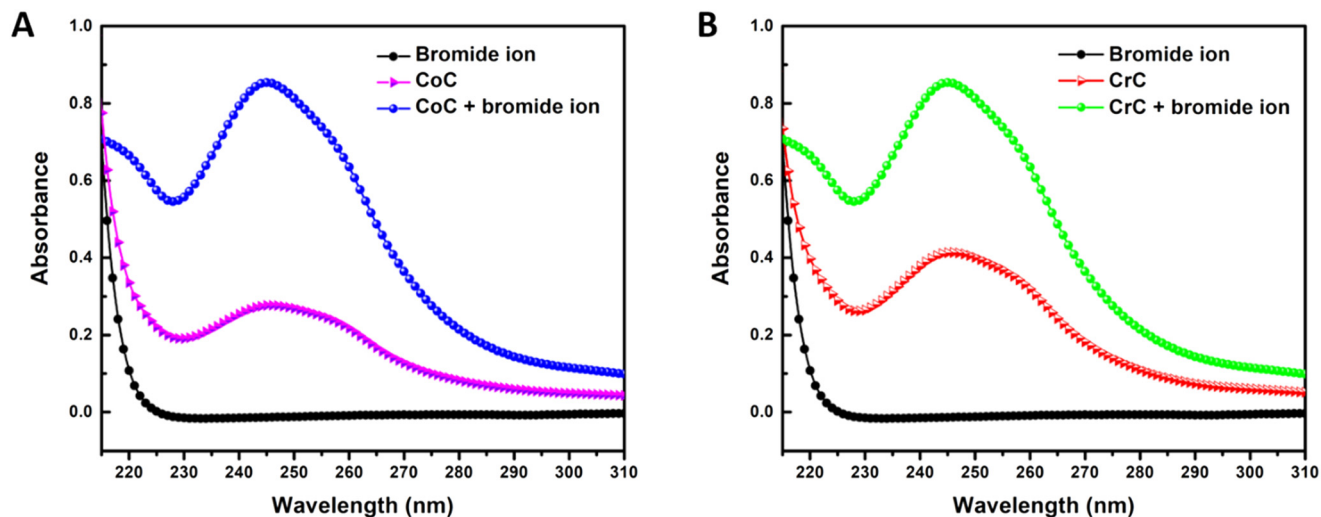 A
Bromide ion
CoC
CoC + bromide ion
Absorbance
1.0
0.8
0.6
0.4
0.2
0.0
220 230 240 250 260 270 280 290 300 310
Wavelength (nm)
B
Bromide ion
CrC
CrC + bromide ion
Absorbance
1.0
0.8
0.6
0.4
0.2
0.0
220 230 240 250 260 270 280 290 300 310
Wavelength (nm)